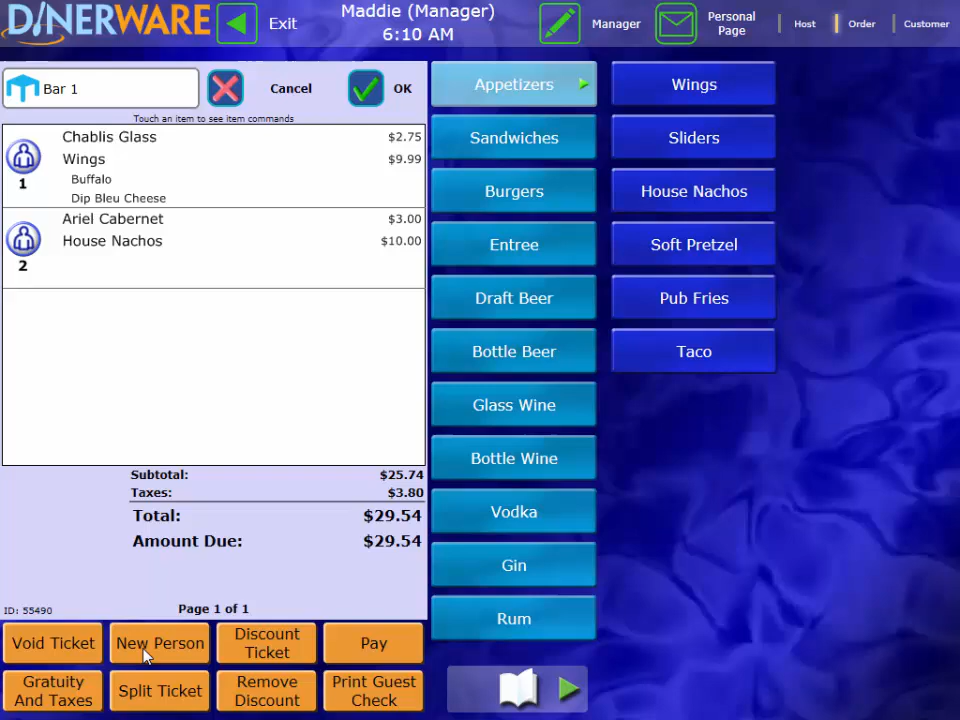 DINERWARE
Exit
Maddie (Manager)
6:10 AM
Manager
Personal
Page
Host
Order
Customer
Bar 1
Cancel
OK
Touch an item to see item commands
Chablis Glass $2.75
Wings $9.99
Buffalo
Dip Bleu Cheese
1
Ariel Cabernet $3.00
House Nachos $10.00
2
Subtotal: $25.74
Taxes: $3.80
Total: $29.54
Amount Due: $29.54
ID: 55490
Page 1 of 1
Void Ticket
New Person
Discount
Ticket
Pay
Gratuity
And Taxes
Split Ticket
Remove
Discount
Print Guest
Check
Appetizers
Sandwiches
Burgers
Entree
Draft Beer
Bottle Beer
Glass Wine
Bottle Wine
Vodka
Gin
Rum
Wings
Sliders
House Nachos
Soft Pretzel
Pub Fries
Taco